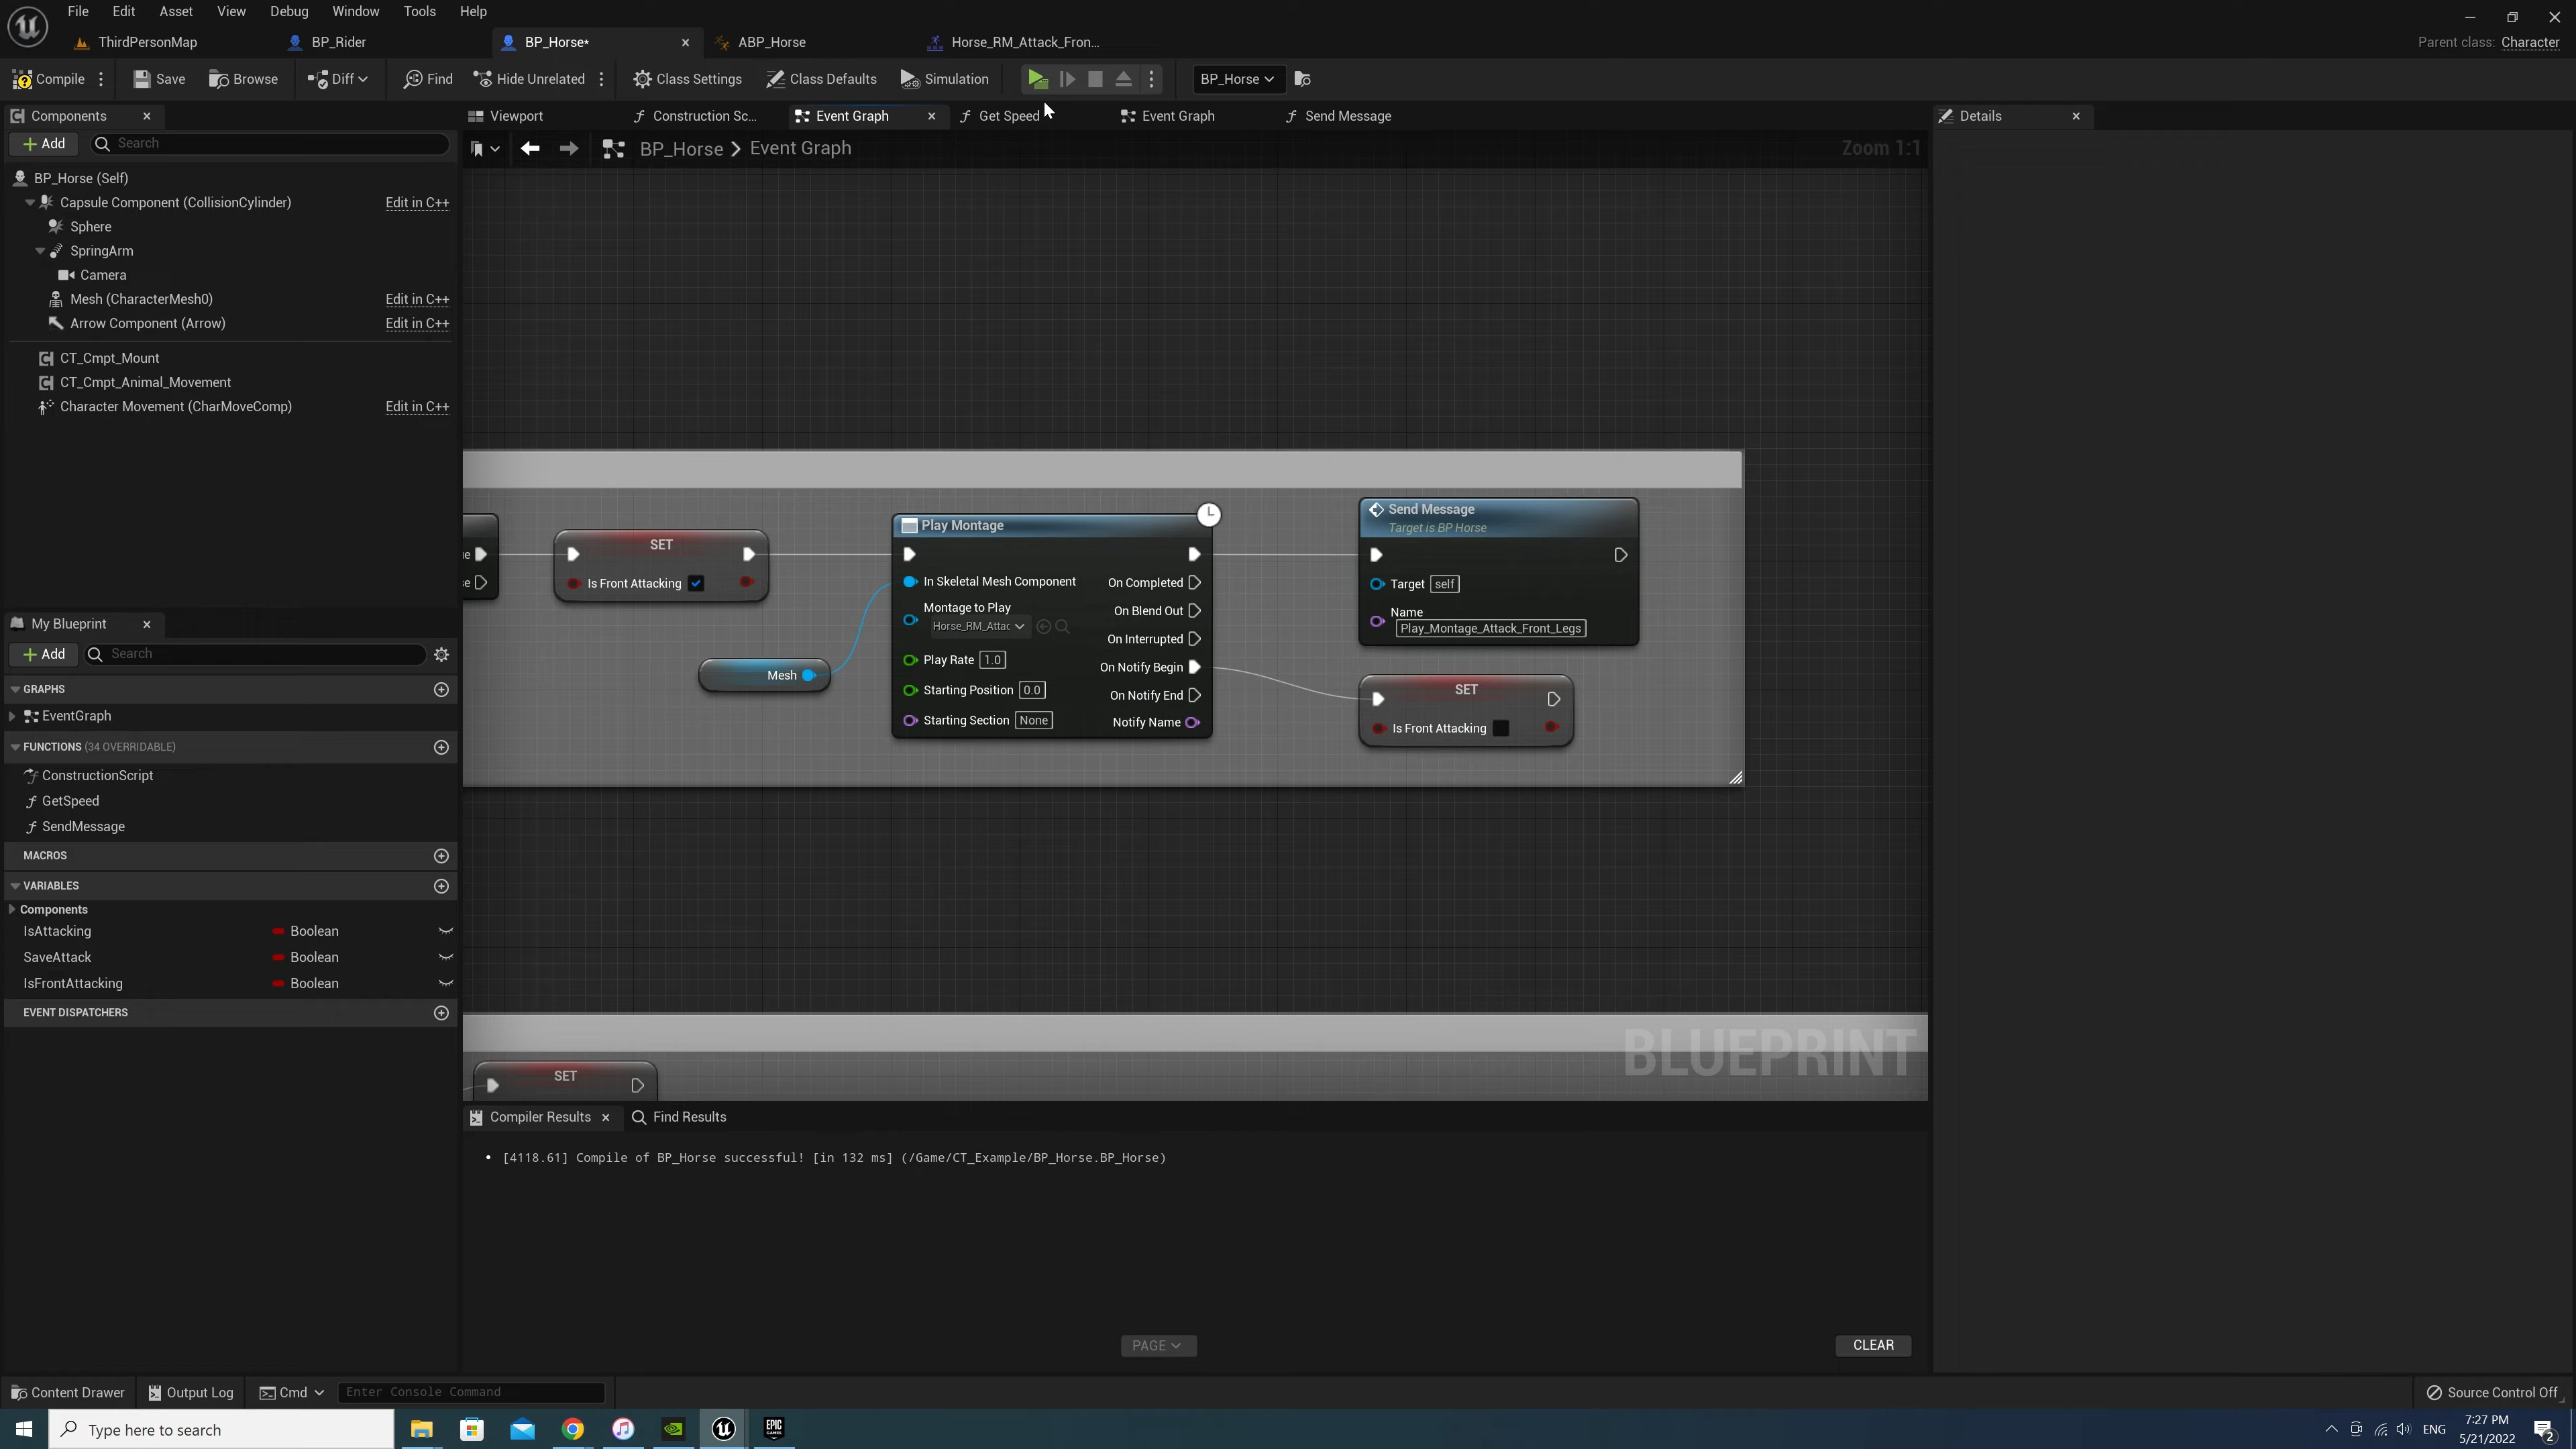 File Edit Asset View Debug Window Tools Help
ThirdPersonMap BP_Rider BP_Horse* ABP_Horse Horse_RM_Attack_Fron... Parent class: Character
Compile Save Browse Diff Find Hide Unrelated Class Settings Class Defaults Simulation BP_Horse
Components
Add Search
BP_Horse (Self)
Capsule Component (CollisionCylinder) Edit in C++
Sphere
SpringArm
Camera
Mesh (CharacterMesh0) Edit in C++
Arrow Component (Arrow) Edit in C++
CT_Cmpt_Mount
CT_Cmpt_Animal_Movement
Character Movement (CharMoveComp) Edit in C++
My Blueprint
Add Search
GRAPHS
EventGraph
FUNCTIONS (34 OVERRIDABLE)
ConstructionScript
GetSpeed
SendMessage
MACROS
VARIABLES
Components
IsAttacking Boolean
SaveAttack Boolean
IsFrontAttacking Boolean
EVENT DISPATCHERS
Viewport Construction Sc... Event Graph Get Speed Event Graph Send Message
BP_Horse > Event Graph Zoom 1:1
ue
se
SET
Is Front Attacking
Mesh
Play Montage
In Skeletal Mesh Component On Completed
Montage to Play On Blend Out
Horse_RM_Attac On Interrupted
Play Rate 1.0 On Notify Begin
Starting Position 0.0 On Notify End
Starting Section None Notify Name
Send Message
Target is BP Horse
Target self
Name
Play_Montage_Attack_Front_Legs
SET
Is Front Attacking
SET
BLUEPRINT
Compiler Results Find Results
• [4118.61] Compile of BP_Horse successful! [in 132 ms] (/Game/CT_Example/BP_Horse.BP_Horse)
PAGE CLEAR
Details
Content Drawer Output Log Cmd Enter Console Command Source Control Off
Type here to search
EPIC GAMES
ENG
7:27 PM
5/21/2022
2